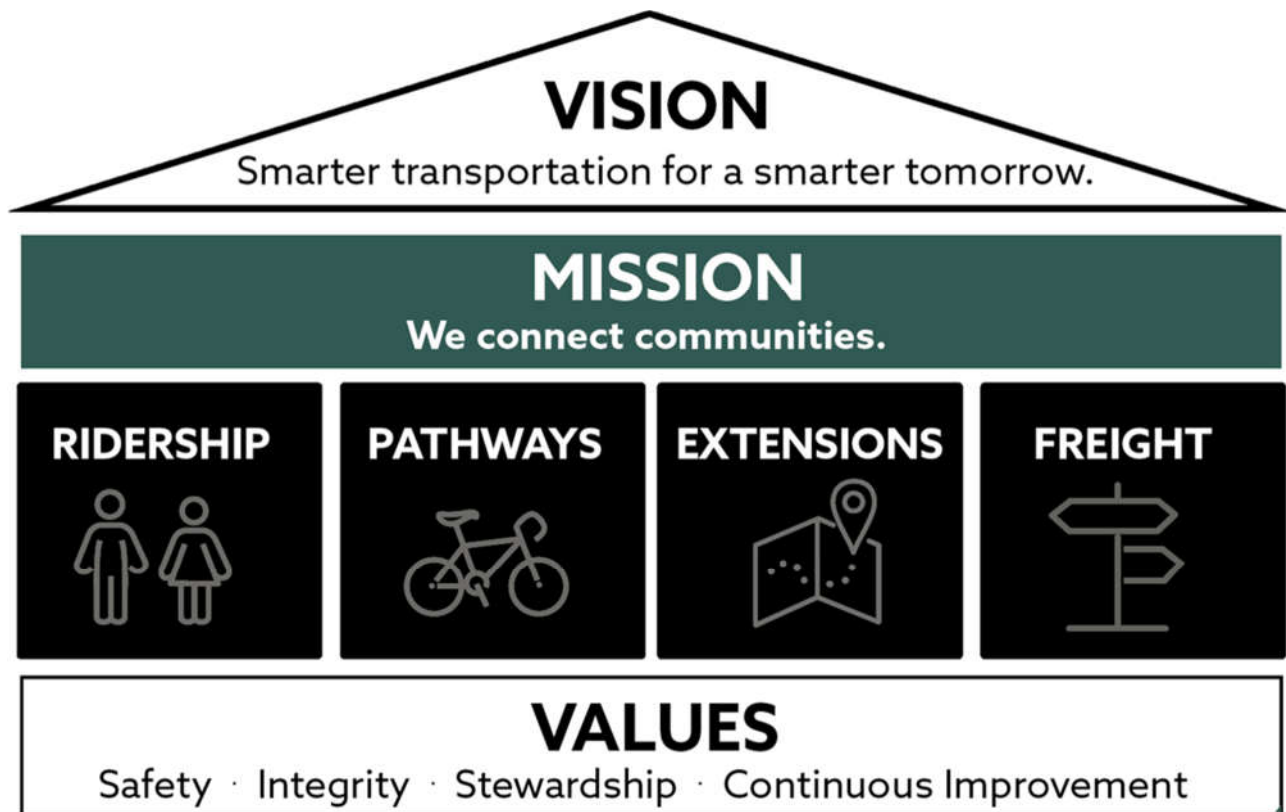 VISION
Smarter transportation for a smarter tomorrow.
MISSION
We connect communities.
RIDERSHIP PATHWAYS EXTENSIONS FREIGHT
VALUES
Safety · Integrity · Stewardship · Continuous Improvement